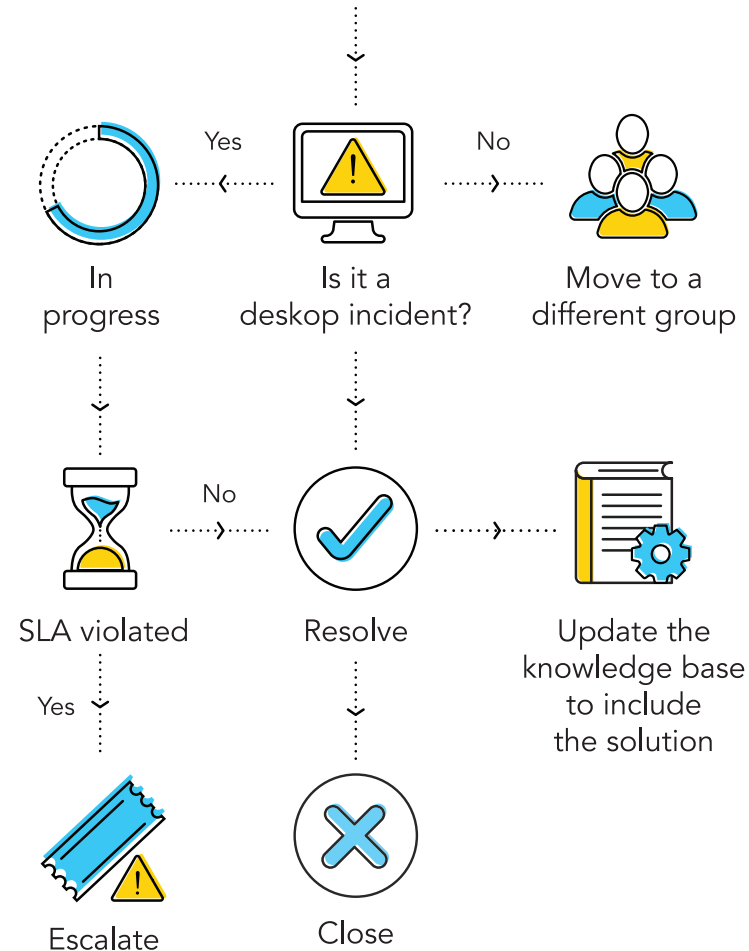 Yes
No
In
progress
Is it a
deskop incident?
Move to a
different group
No
SLA violated
Resolve
Update the
knowledge base
to include
the solution
Yes
Escalate
Close